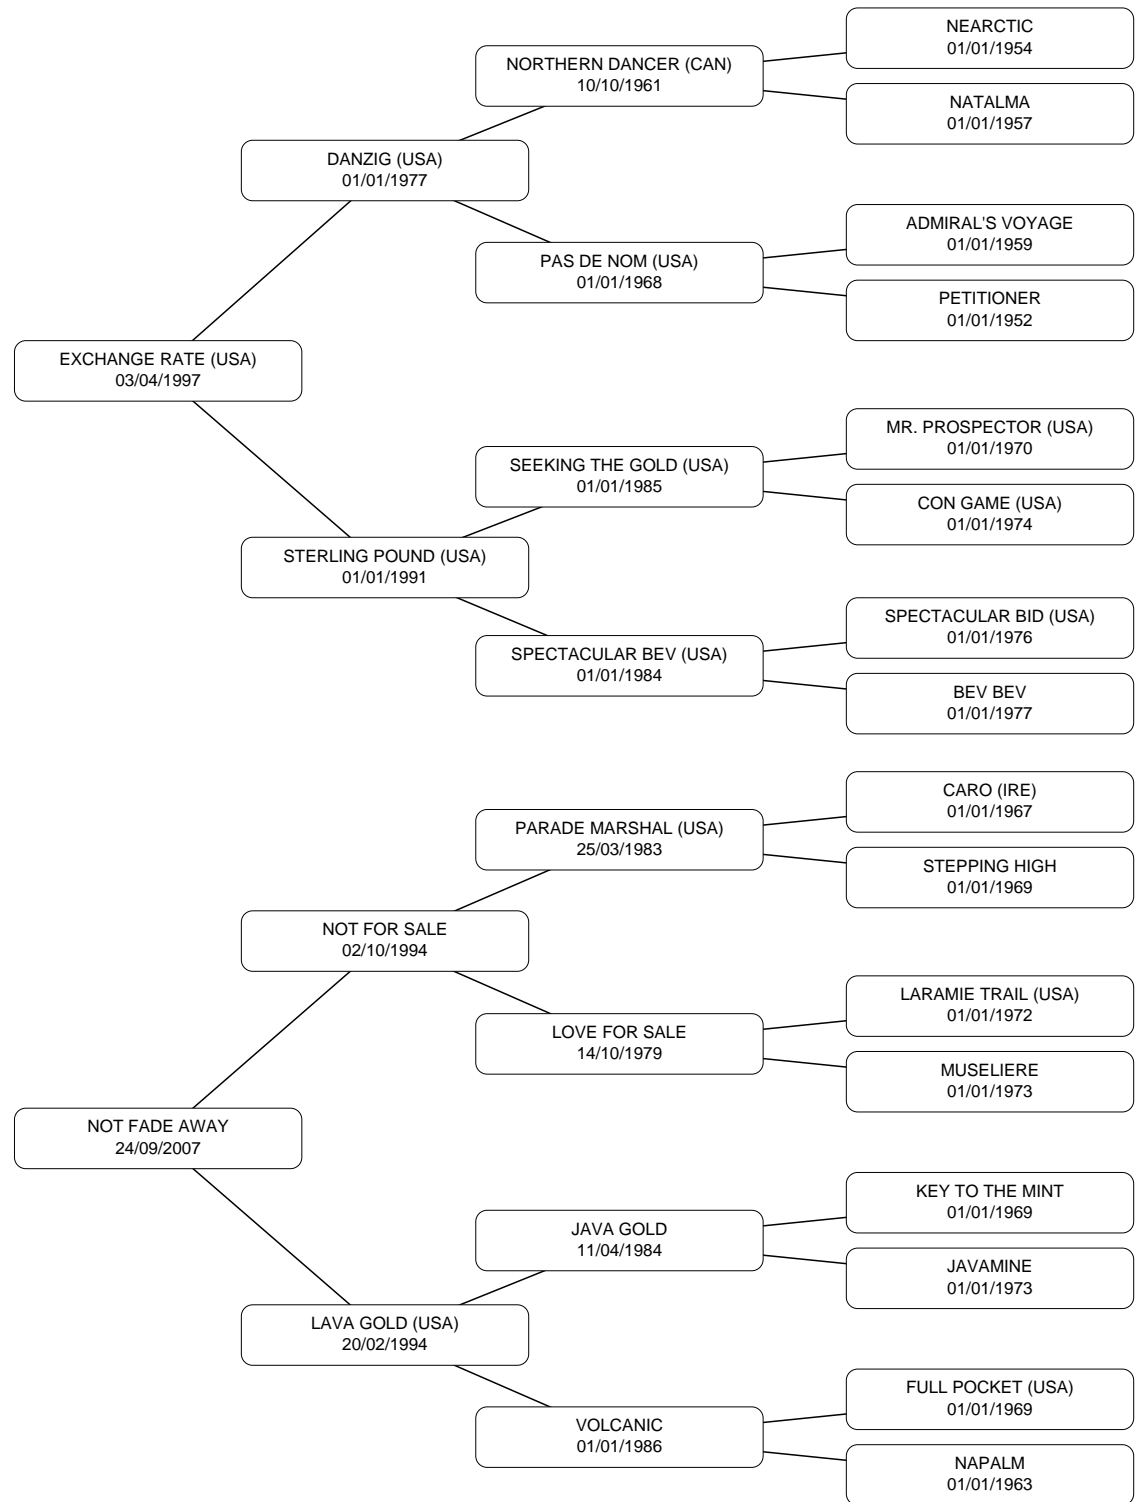 NEARCTIC
01/01/1954
NORTHERN DANCER (CAN)
10/10/1961
NATALMA
01/01/1957
DANZIG (USA)
01/01/1977
ADMIRAL'S VOYAGE
01/01/1959
PAS DE NOM (USA)
01/01/1968
PETITIONER
01/01/1952
EXCHANGE RATE (USA)
03/04/1997
MR. PROSPECTOR (USA)
01/01/1970
SEEKING THE GOLD (USA)
01/01/1985
CON GAME (USA)
01/01/1974
STERLING POUND (USA)
01/01/1991
SPECTACULAR BID (USA)
01/01/1976
SPECTACULAR BEV (USA)
01/01/1984
BEV BEV
01/01/1977
CARO (IRE)
01/01/1967
PARADE MARSHAL (USA)
25/03/1983
STEPPING HIGH
01/01/1969
NOT FOR SALE
02/10/1994
LARAMIE TRAIL (USA)
01/01/1972
LOVE FOR SALE
14/10/1979
MUSELIERE
01/01/1973
NOT FADE AWAY
24/09/2007
KEY TO THE MINT
01/01/1969
JAVA GOLD
11/04/1984
JAVAMINE
01/01/1973
LAVA GOLD (USA)
20/02/1994
FULL POCKET (USA)
01/01/1969
VOLCANIC
01/01/1986
NAPALM
01/01/1963